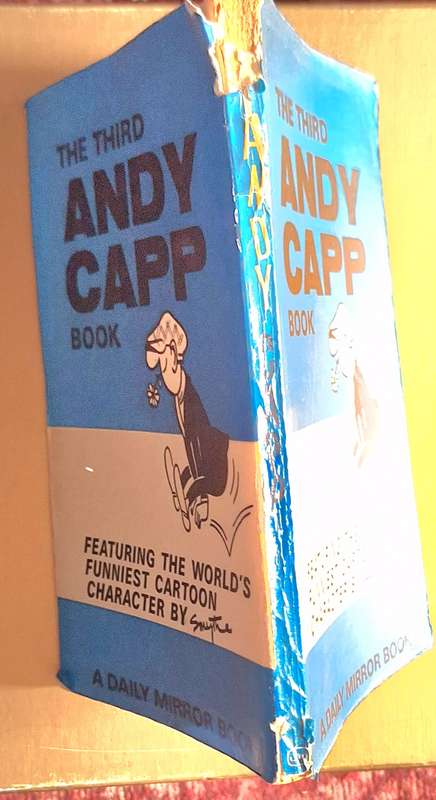 THE THIRD
ANDY
CAPP
BOOK
FEATURING THE WORLD'S
FUNNIEST CARTOON
CHARACTER BY Smythe
A DAILY MIRROR BOOK
ANDY
THE THIRD
ANDY
CAPP
BOOK
A DAILY MIRROR BOOK